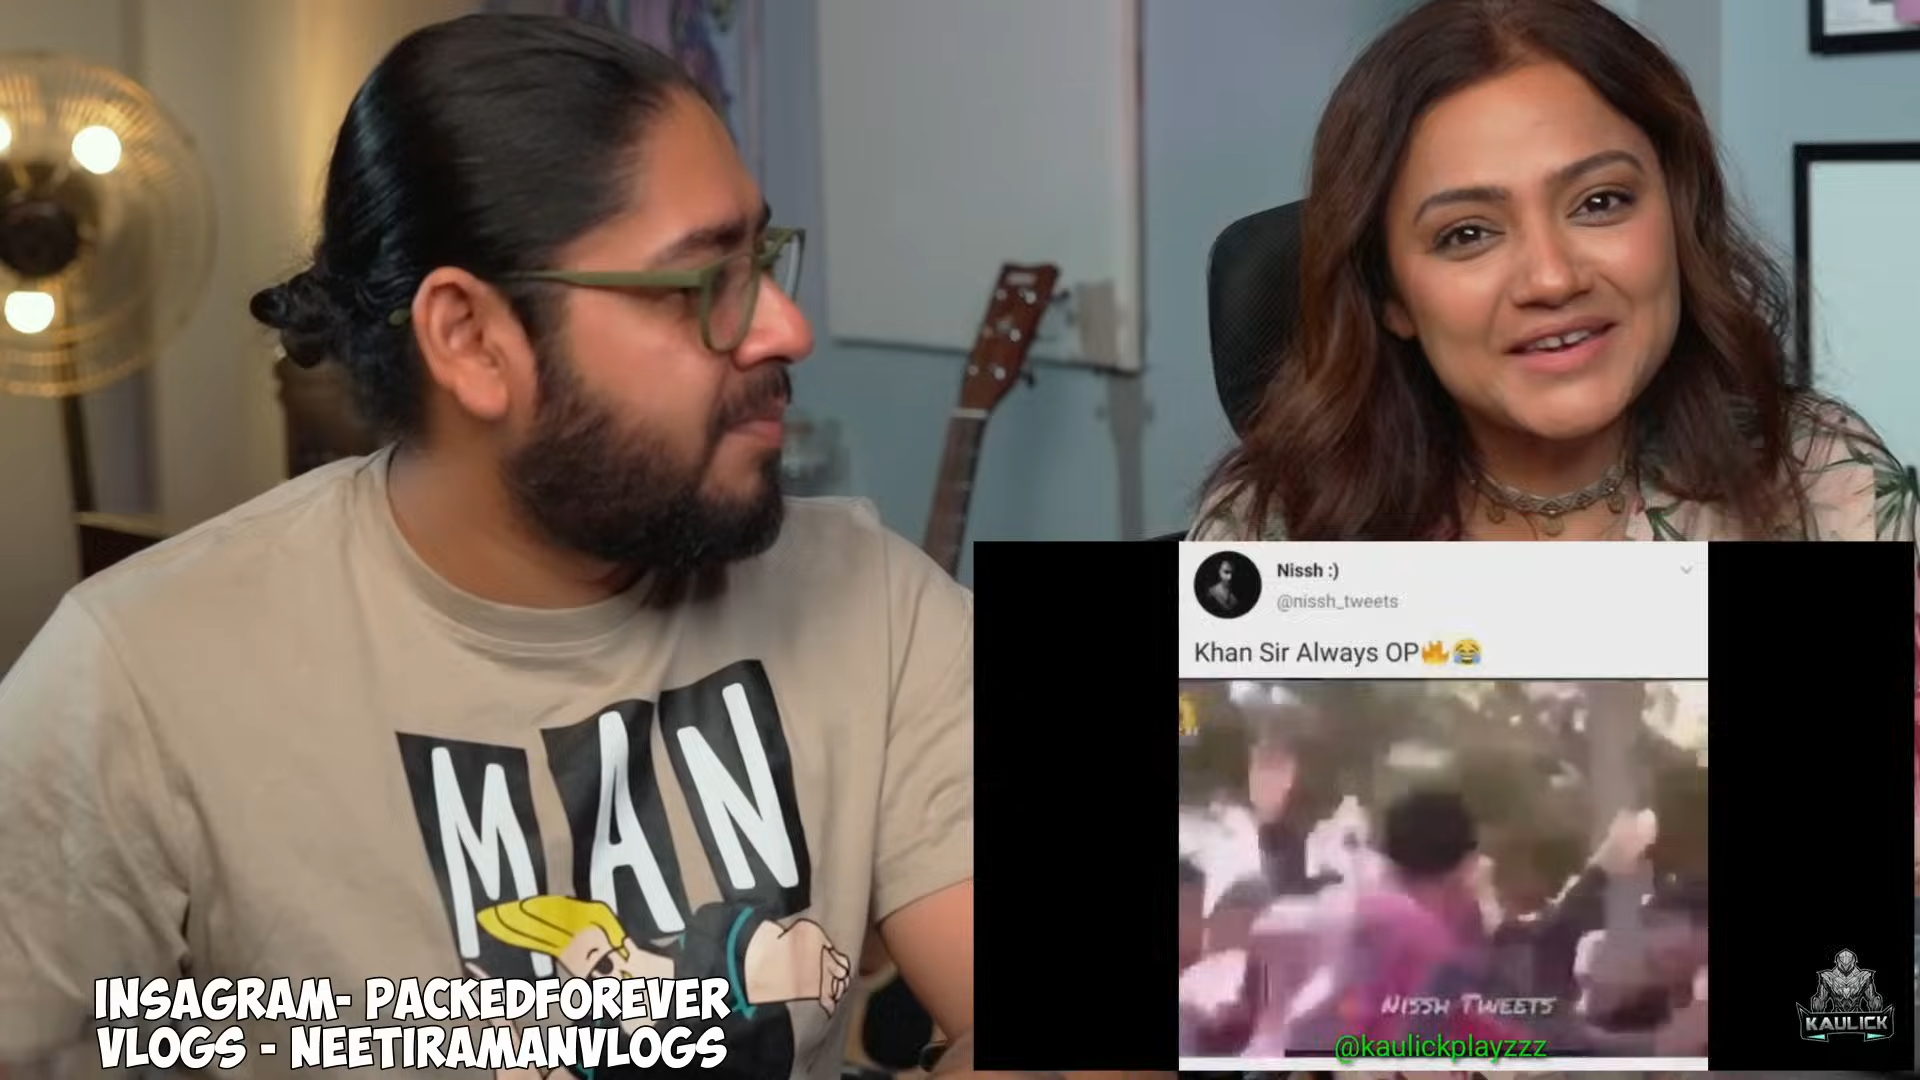 Nissh :)
@nissh_tweets
Khan Sir Always OP🔥😂
MAN
NISSH TWEETS
@kaulickplayzzz
KAULICK
INSAGRAM- PACKEDFOREVER
VLOGS - NEETIRAMANVLOGS